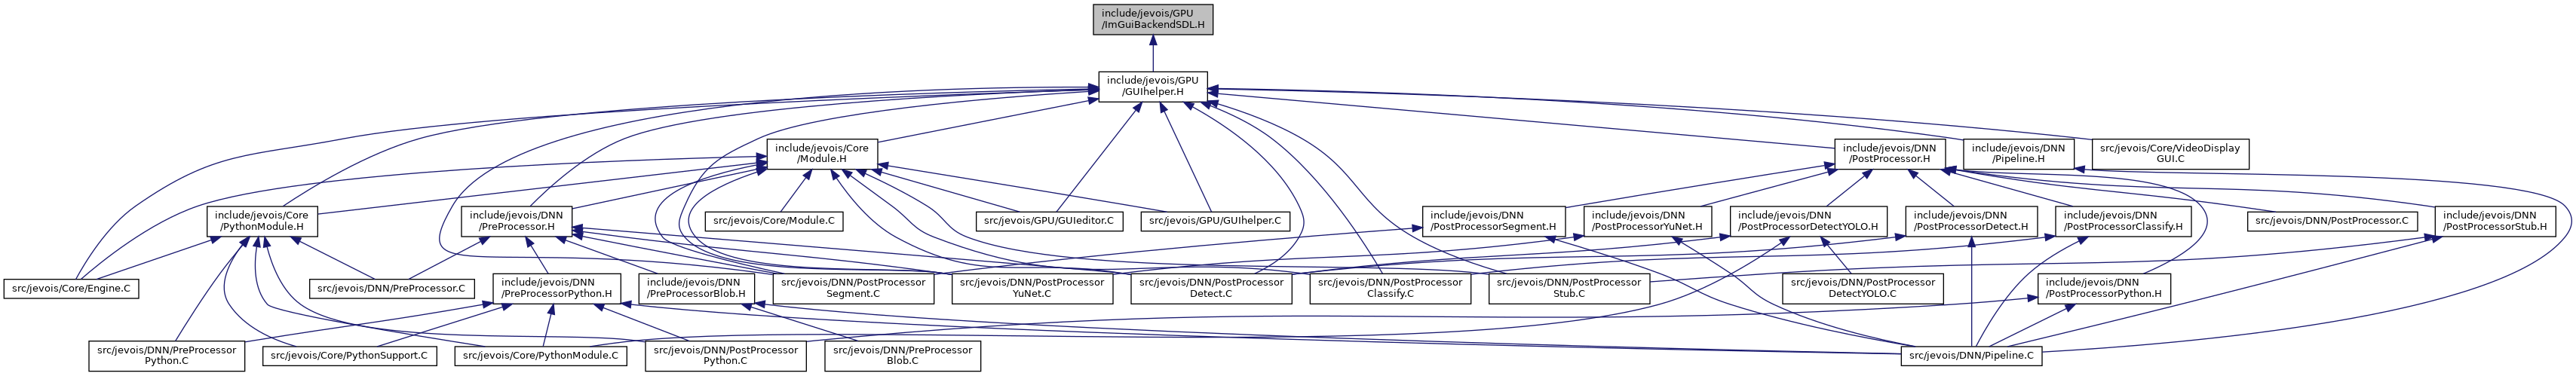 include/jevois/GPU
/ImGuiBackendSDL.H
include/jevois/GPU
/GUIhelper.H
include/jevois/Core
/Module.H
include/jevois/DNN
/PostProcessor.H
include/jevois/DNN
/Pipeline.H
src/jevois/Core/VideoDisplay
GUI.C
include/jevois/Core
/PythonModule.H
include/jevois/DNN
/PreProcessor.H
src/jevois/Core/Module.C
src/jevois/GPU/GUIeditor.C
src/jevois/GPU/GUIhelper.C
include/jevois/DNN
/PostProcessorSegment.H
include/jevois/DNN
/PostProcessorYuNet.H
include/jevois/DNN
/PostProcessorDetectYOLO.H
include/jevois/DNN
/PostProcessorDetect.H
include/jevois/DNN
/PostProcessorClassify.H
src/jevois/DNN/PostProcessor.C
include/jevois/DNN
/PostProcessorStub.H
src/jevois/Core/Engine.C
src/jevois/DNN/PreProcessor.C
include/jevois/DNN
/PreProcessorPython.H
include/jevois/DNN
/PreProcessorBlob.H
src/jevois/DNN/PostProcessor
Segment.C
src/jevois/DNN/PostProcessor
YuNet.C
src/jevois/DNN/PostProcessor
Detect.C
src/jevois/DNN/PostProcessor
Classify.C
src/jevois/DNN/PostProcessor
Stub.C
src/jevois/DNN/PostProcessor
DetectYOLO.C
include/jevois/DNN
/PostProcessorPython.H
src/jevois/DNN/PreProcessor
Python.C
src/jevois/Core/PythonSupport.C
src/jevois/Core/PythonModule.C
src/jevois/DNN/PostProcessor
Python.C
src/jevois/DNN/PreProcessor
Blob.C
src/jevois/DNN/Pipeline.C